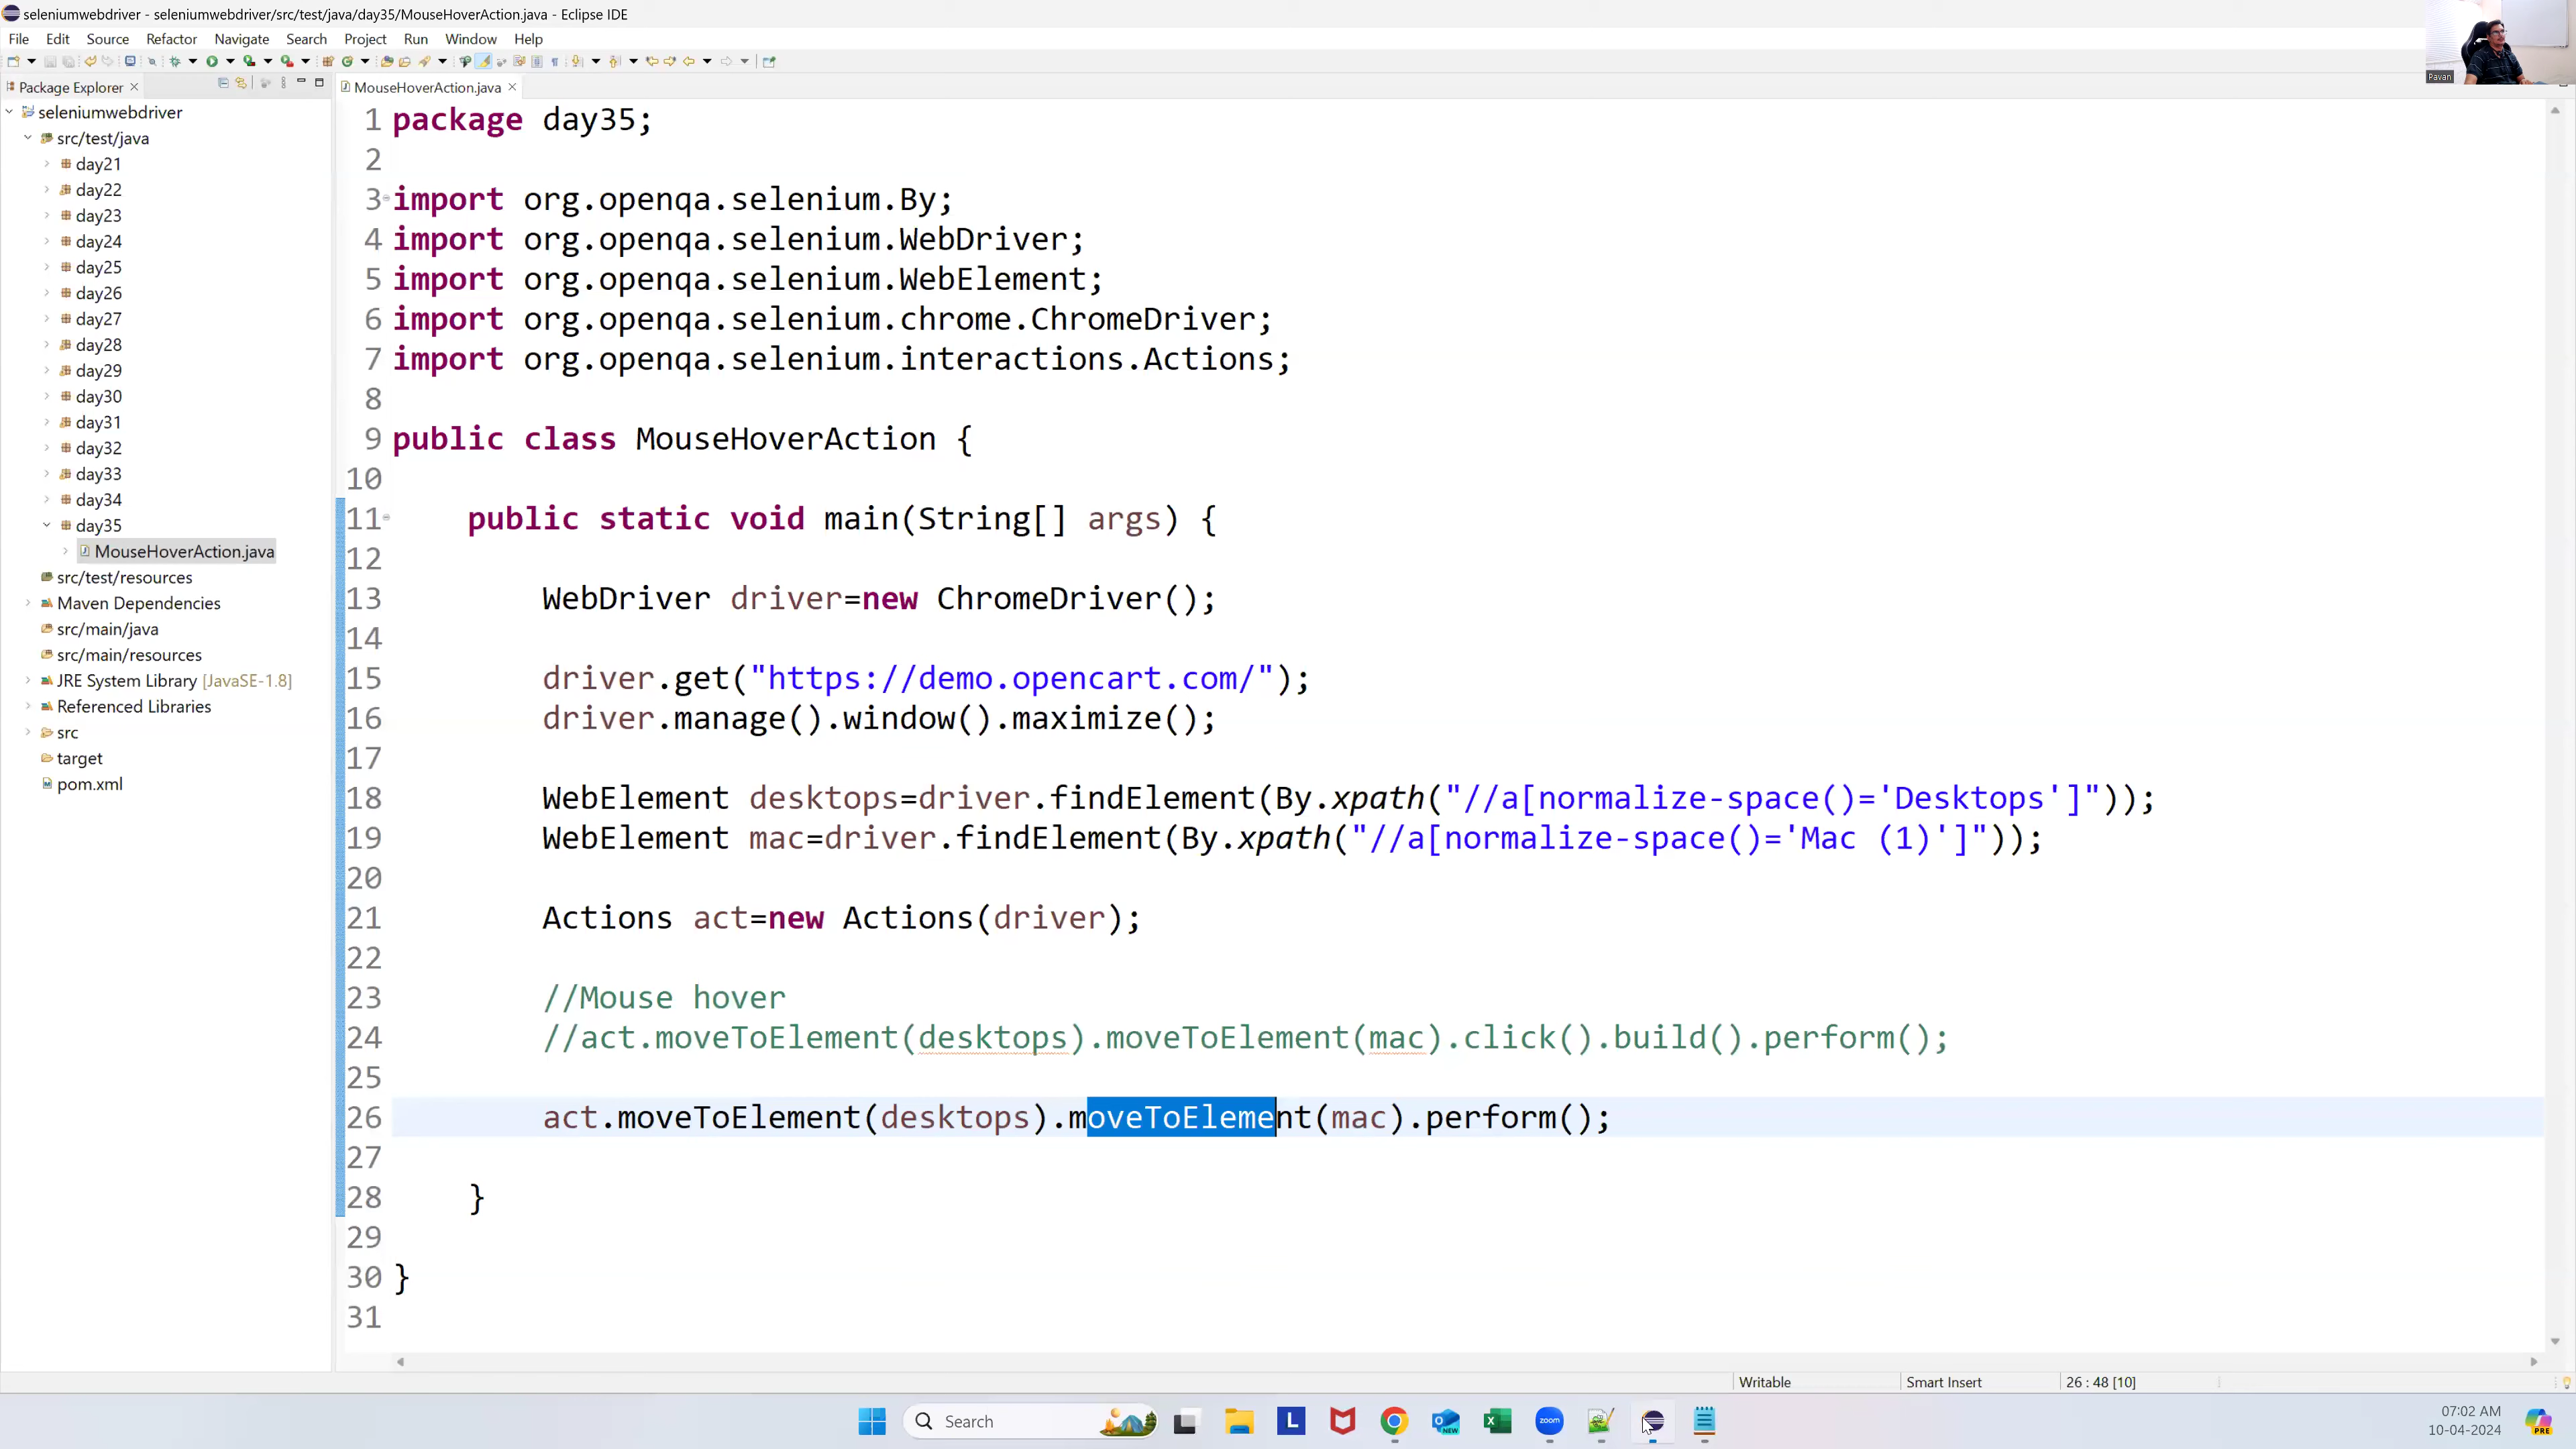 seleniumwebdriver - seleniumwebdriver/src/test/java/day35/MouseHoverAction.java - Eclipse IDE
File Edit Source Refactor Navigate Search Project Run Window Help
Pavan
Package Explorer
MouseHoverAction.java
seleniumwebdriver
src/test/java
day21
day22
day23
day24
day25
day26
day27
day28
day29
day30
day31
day32
day33
day34
day35
MouseHoverAction.java
src/test/resources
Maven Dependencies
src/main/java
src/main/resources
JRE System Library [JavaSE-1.8]
Referenced Libraries
src
target
pom.xml
1 package day35;
2
3 import org.openqa.selenium.By;
4 import org.openqa.selenium.WebDriver;
5 import org.openqa.selenium.WebElement;
6 import org.openqa.selenium.chrome.ChromeDriver;
7 import org.openqa.selenium.interactions.Actions;
8
9 public class MouseHoverAction {
10
11 public static void main(String[] args) {
12
13 WebDriver driver=new ChromeDriver();
14
15 driver.get("https://demo.opencart.com/");
16 driver.manage().window().maximize();
17
18 WebElement desktops=driver.findElement(By.xpath("//a[normalize-space()='Desktops']"));
19 WebElement mac=driver.findElement(By.xpath("//a[normalize-space()='Mac (1)']"));
20
21 Actions act=new Actions(driver);
22
23 //Mouse hover
24 //act.moveToElement(desktops).moveToElement(mac).click().build().perform();
25
26 act.moveToElement(desktops).moveToElement(mac).perform();
27
28 }
29
30 }
31
Writable Smart Insert 26 : 48 [10]
Search
L
NEW
zoom
07:02 AM
10-04-2024
PRE